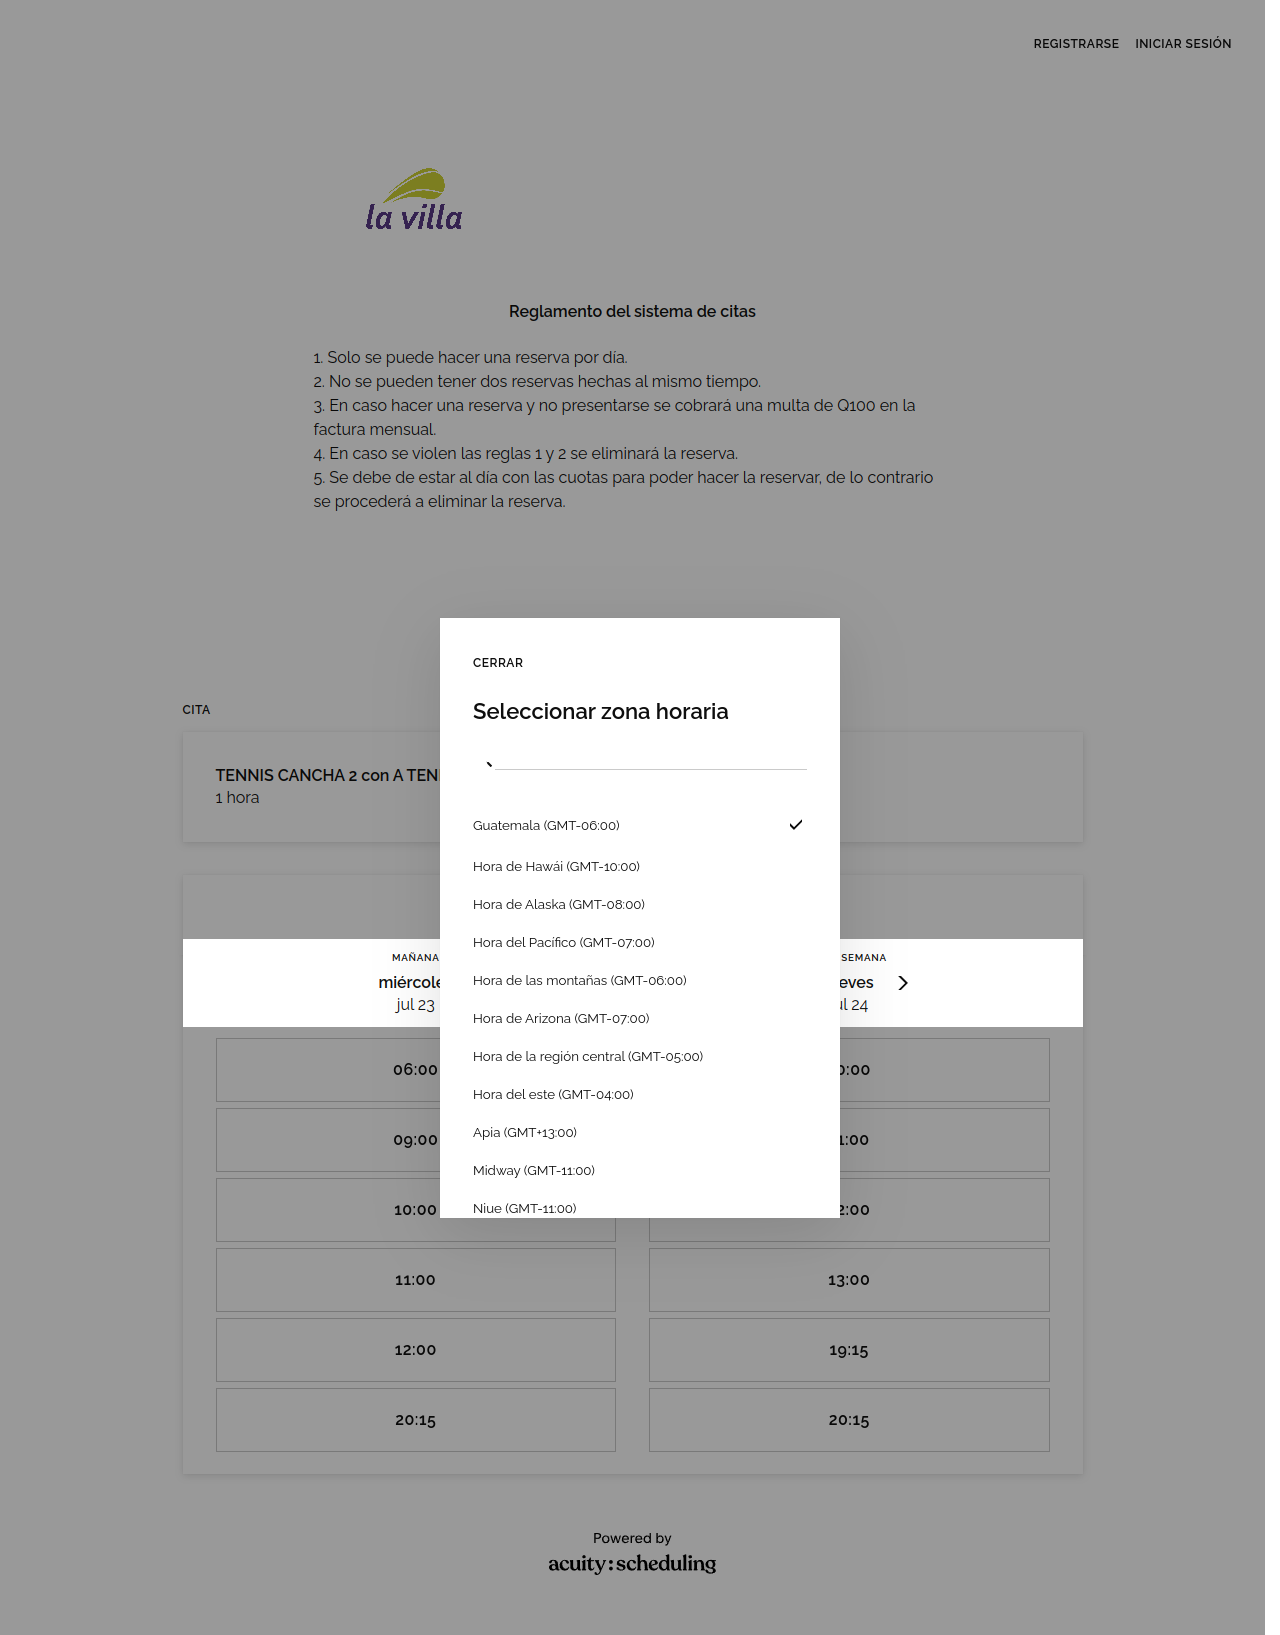 REGISTRARSE INICIAR SESIÓN
la villa
Reglamento del sistema de citas
1. Solo se puede hacer una reserva por día.
2. No se pueden tener dos reservas hechas al mismo tiempo.
3. En caso hacer una reserva y no presentarse se cobrará una multa de Q100 en la
factura mensual.
4. En caso se violen las reglas 1 y 2 se eliminará la reserva.
5. Se debe de estar al día con las cuotas para poder hacer la reservar, de lo contrario
se procederá a eliminar la reserva.
CERRAR
Seleccionar zona horaria
Guatemala (GMT-06:00)
Hora de Hawái (GMT-10:00)
Hora de Alaska (GMT-08:00)
Hora del Pacífico (GMT-07:00)
Hora de las montañas (GMT-06:00)
Hora de Arizona (GMT-07:00)
Hora de la región central (GMT-05:00)
Hora del este (GMT-04:00)
Apia (GMT+13:00)
Midway (GMT-11:00)
Niue (GMT-11:00)
CITA
TENNIS CANCHA 2 con A TEN
1 hora
MAÑANA
miércole
jul 23
06:00
09:00
10:00
11:00
12:00
20:15
SEMANA
eves
ul 24
0:00
1:00
2:00
13:00
19:15
20:15
Powered by
acuity:scheduling